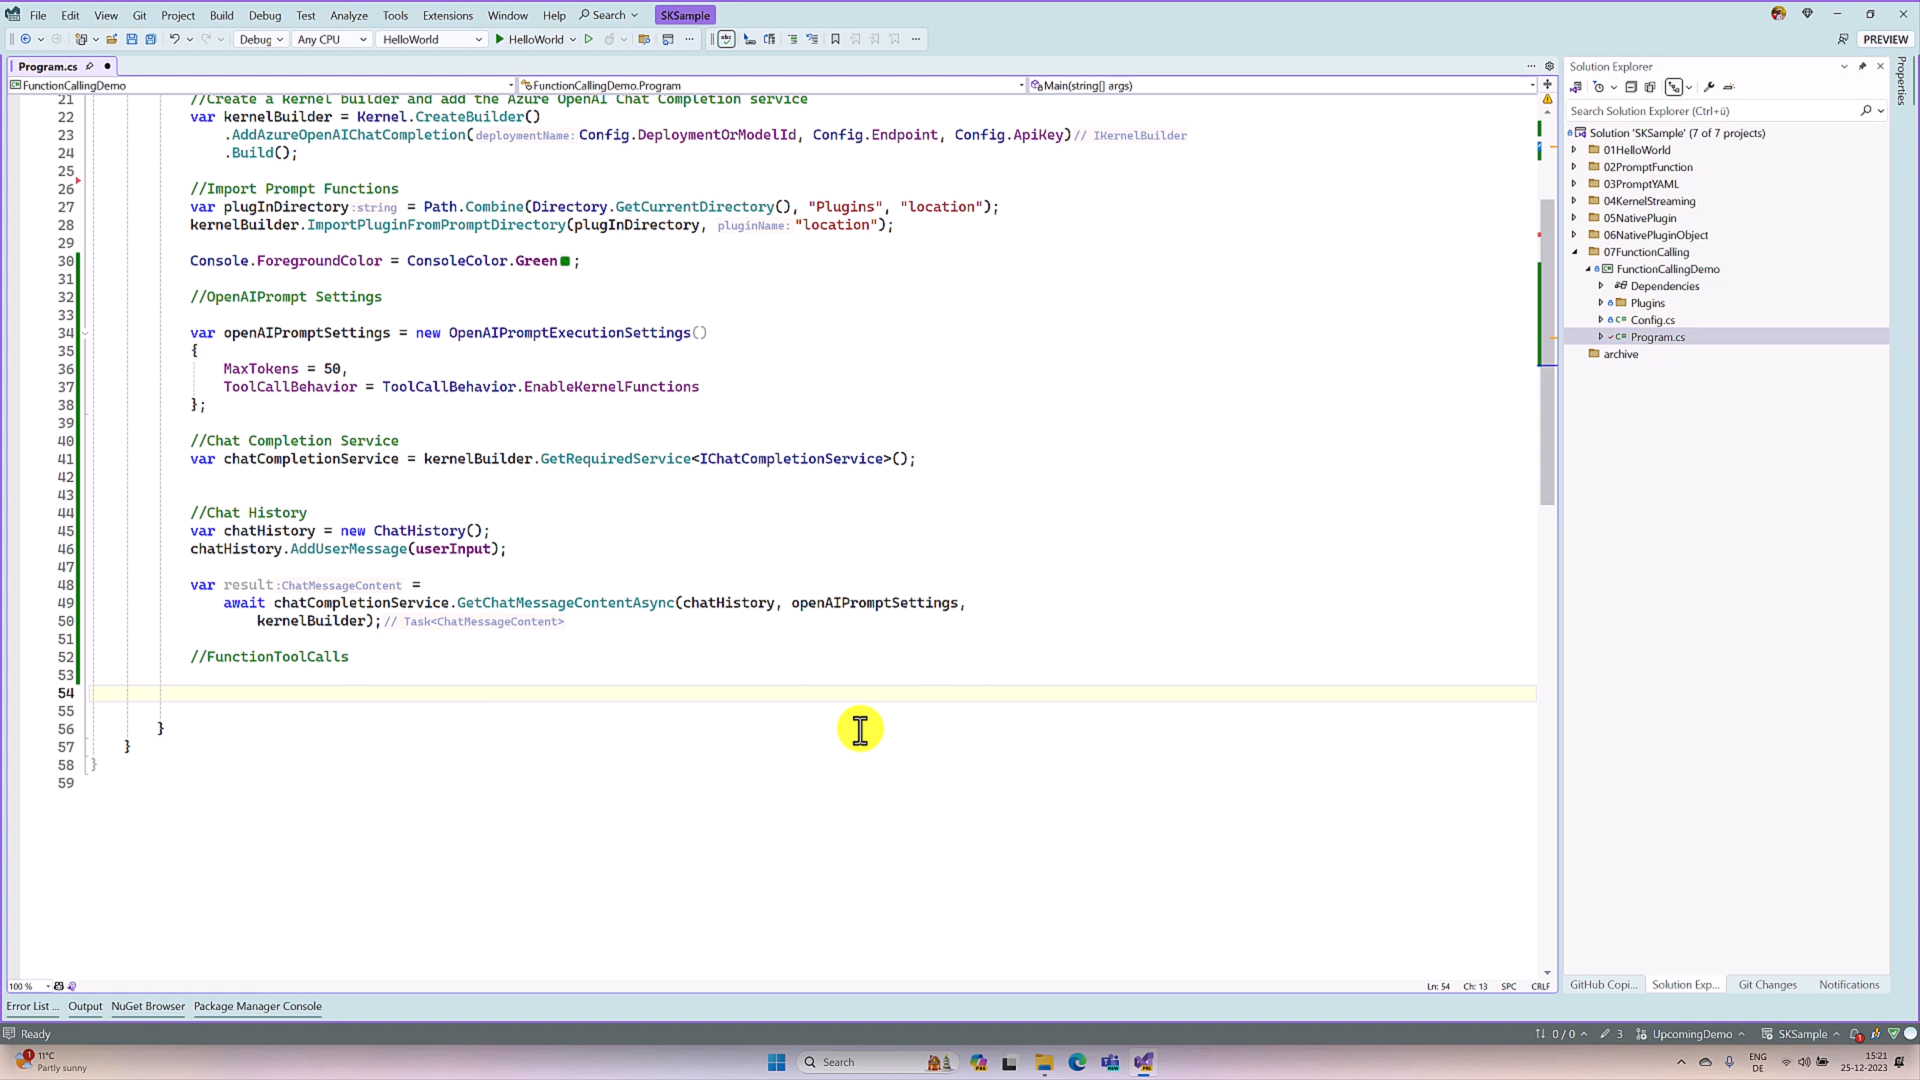 File Edit View Git Project Build Debug Test Analyze Tools Extensions Window Help Search SKSample
Debug Any CPU HelloWorld HelloWorld PREVIEW
Program.cs
FunctionCallingDemo FunctionCallingDemo.Program Main(string[] args)
21 //Create a kernel builder and add the Azure OpenAI Chat Completion service
22 var kernelBuilder = Kernel.CreateBuilder()
23 .AddAzureOpenAIChatCompletion(deploymentName: Config.DeploymentOrModelId, Config.Endpoint, Config.ApiKey)// IKernelBuilder
24 .Build();
25
26 //Import Prompt Functions
27 var plugInDirectory:string = Path.Combine(Directory.GetCurrentDirectory(), "Plugins", "location");
28 kernelBuilder.ImportPluginFromPromptDirectory(plugInDirectory, pluginName: "location");
29
30 Console.ForegroundColor = ConsoleColor.Green;
31
32 //OpenAIPrompt Settings
33
34 var openAIPromptSettings = new OpenAIPromptExecutionSettings()
35 {
36 MaxTokens = 50,
37 ToolCallBehavior = ToolCallBehavior.EnableKernelFunctions
38 };
39
40 //Chat Completion Service
41 var chatCompletionService = kernelBuilder.GetRequiredService<IChatCompletionService>();
42
43
44 //Chat History
45 var chatHistory = new ChatHistory();
46 chatHistory.AddUserMessage(userInput);
47
48 var result:ChatMessageContent =
49 await chatCompletionService.GetChatMessageContentAsync(chatHistory, openAIPromptSettings,
50 kernelBuilder);// Task<ChatMessageContent>
51
52 //FunctionToolCalls
53
54
55
56 }
57 }
58 }
59
100 % Ln: 54 Ch: 13 SPC CRLF
Error List ... Output NuGet Browser Package Manager Console
Solution Explorer
Search Solution Explorer (Ctrl+ü)
Solution 'SKSample' (7 of 7 projects)
01HelloWorld
02PromptFunction
03PromptYAML
04KernelStreaming
05NativePlugin
06NativePluginObject
07FunctionCalling
FunctionCallingDemo
Dependencies
Plugins
C# Config.cs
C# Program.cs
archive
GitHub Copi... Solution Exp... Git Changes Notifications
Properties
Ready 0 / 0 3 UpcomingDemo SKSample 1
1 11°C
Partly sunny
Search
ENG
DE
15:21
25-12-2023